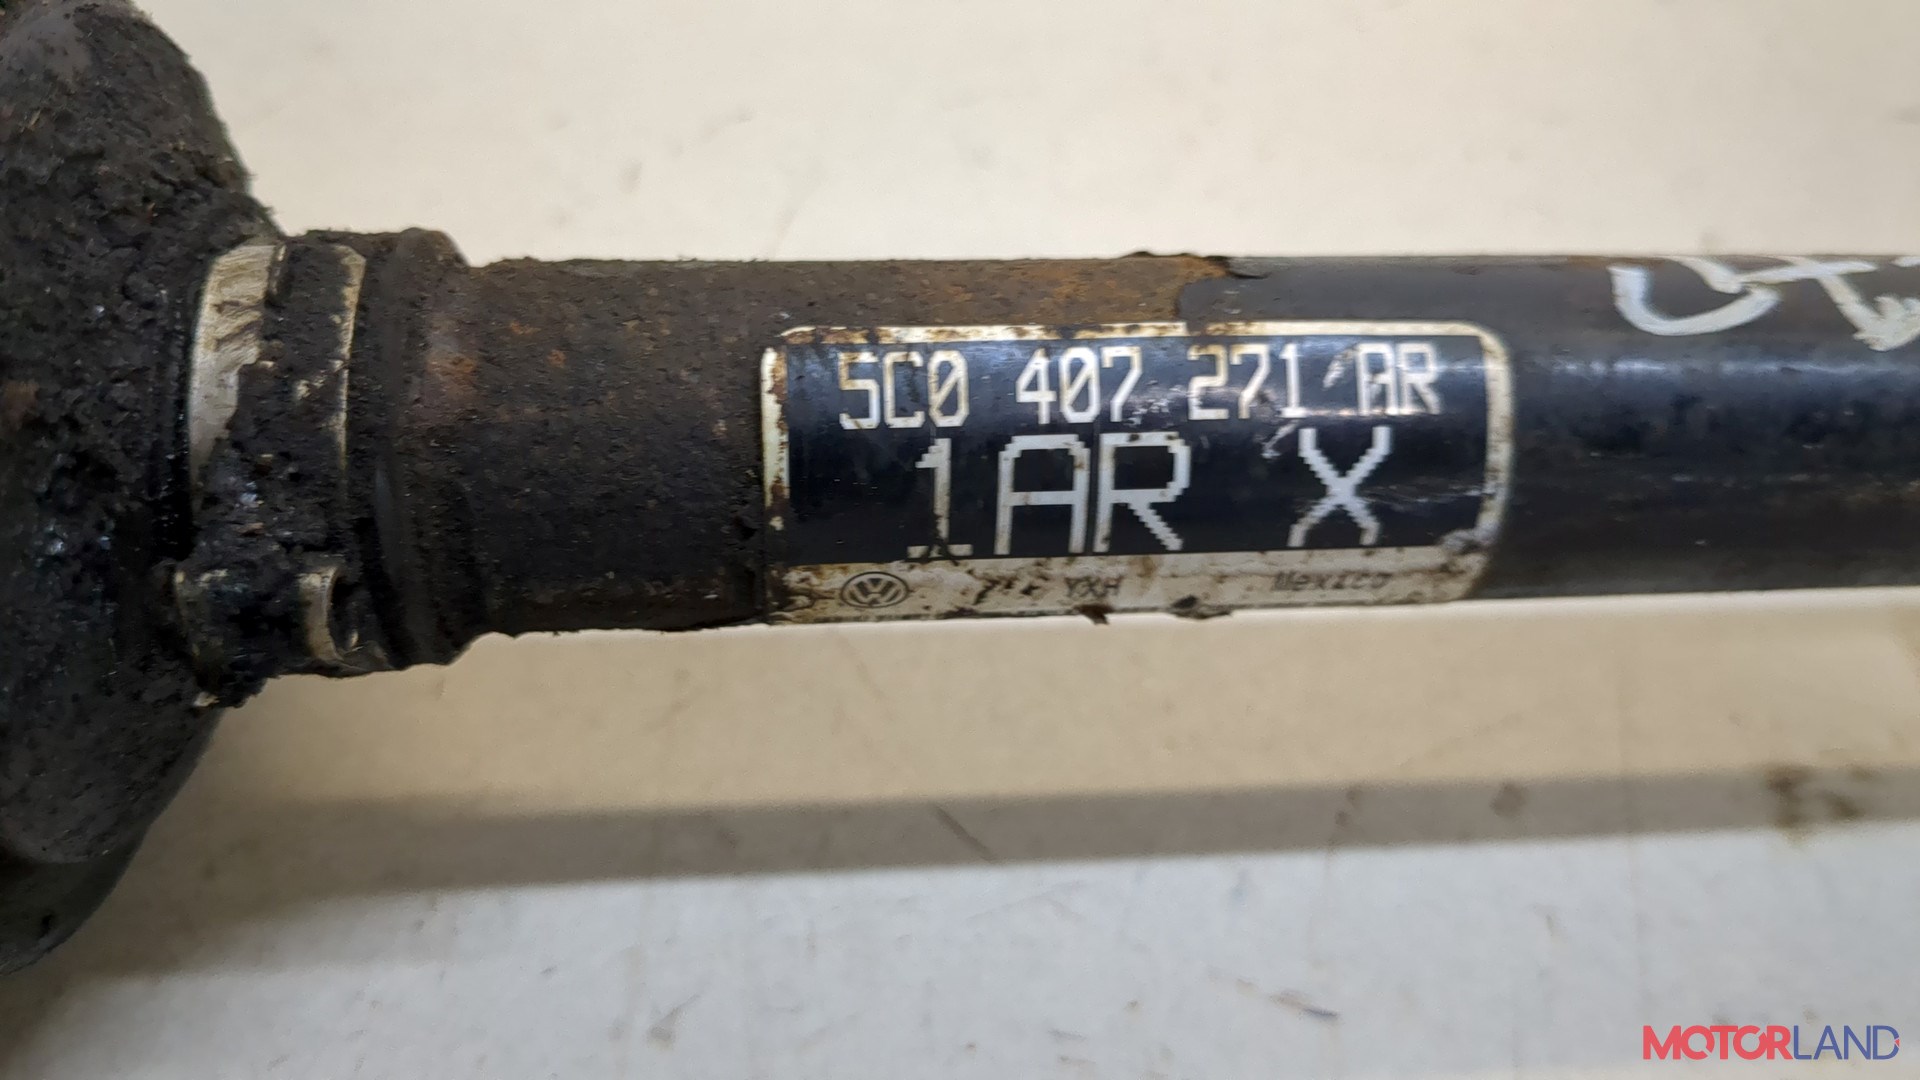 5C0 407 271 AR
1AR X
YXH Mexico
MOTORLAND